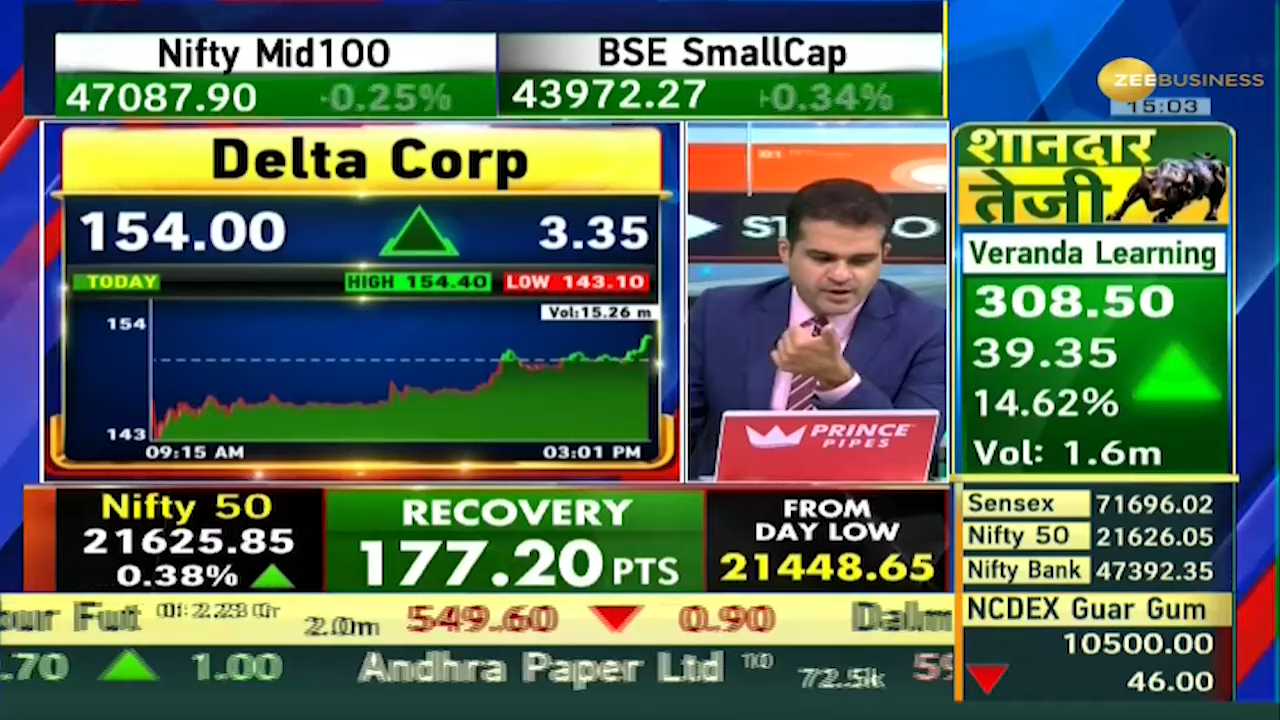 Nifty Mid100
BSE SmallCap
47087.90
0.25%
43972.27
0.34%
ZEEBUSINESS
15:03
Delta Corp
154.00
3.35
TODAY
HIGH 154.40
LOW 143.10
Vol:15.26 m
154
143
09:15 AM
03:01 PM
PRINCE
PIPES
शानदार
तेजी
Veranda Learning
308.50
39.35
14.62%
Vol: 1.6m
Nifty 50
21625.85
0.38%
RECOVERY
177.20 PTS
FROM
DAY LOW
21448.65
Sensex 71696.02
Nifty 50 21626.05
Nifty Bank 47392.35
NCDEX Guar Gum
10500.00
46.00
Fut
2.0m
549.60
0.90
Dalm
.70
1.00
Andhra Paper Ltd
72.5k